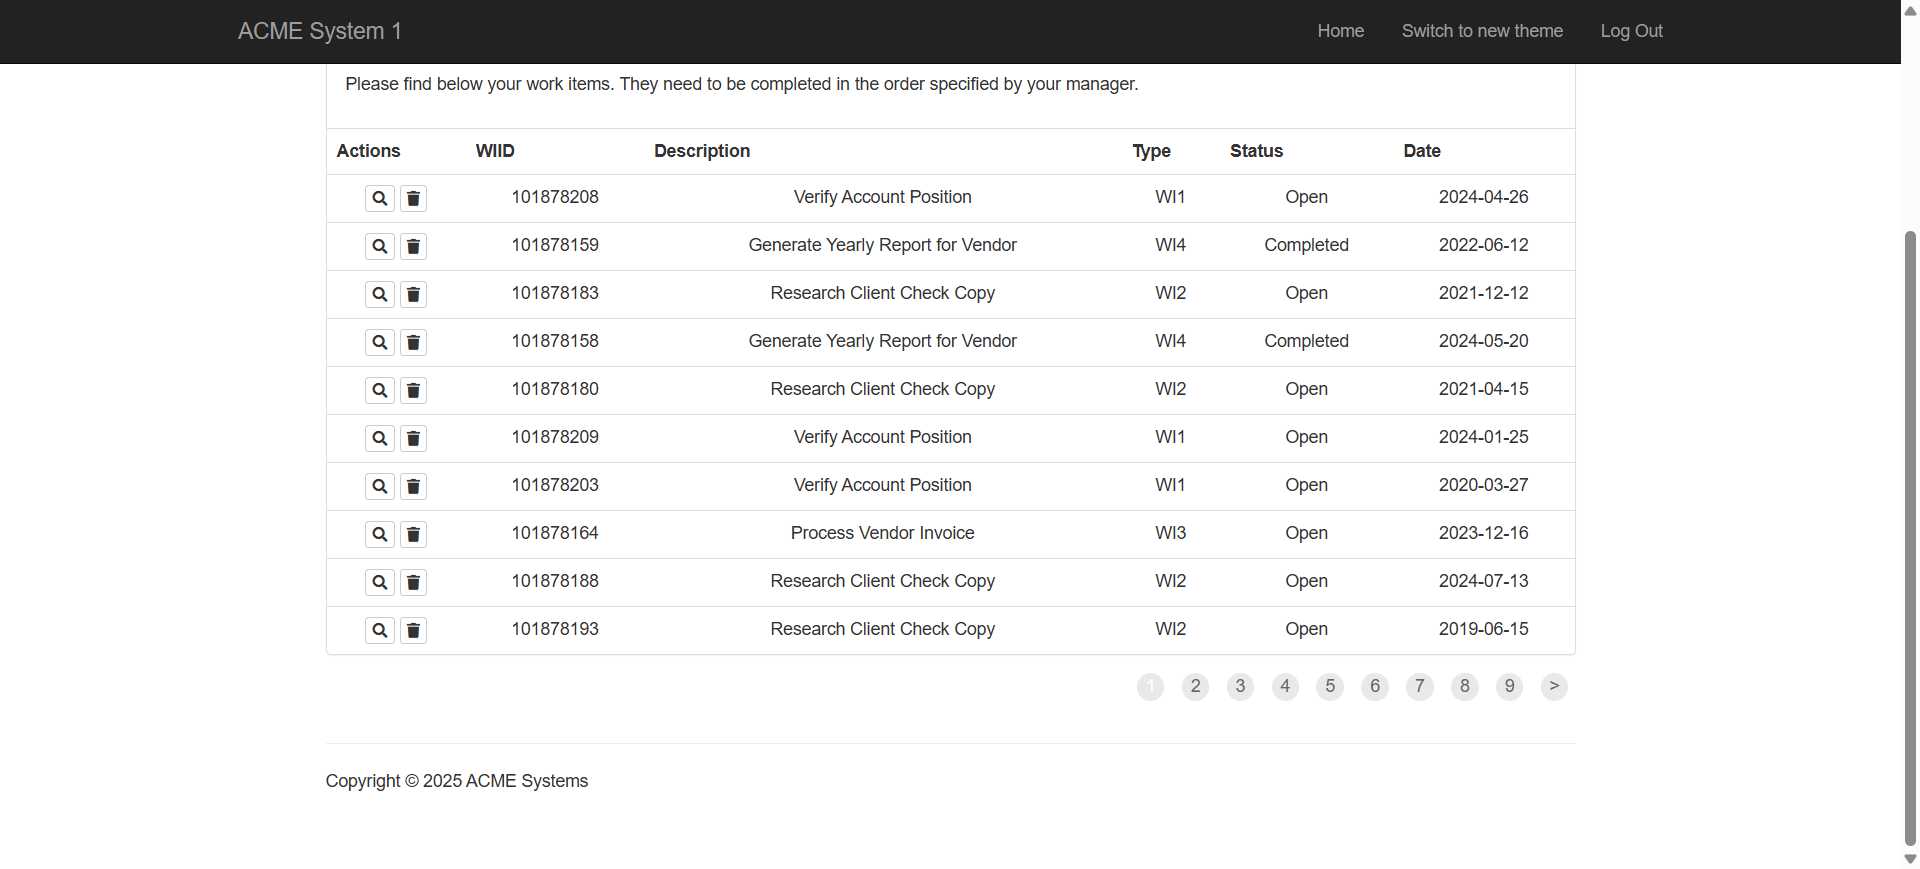 ACME System 1 Home Switch to new theme Log Out
Please find below your work items. They need to be completed in the order specified by your manager.
Actions WIID Description Type Status Date
101878208 Verify Account Position WI1 Open 2024-04-26
101878159 Generate Yearly Report for Vendor WI4 Completed 2022-06-12
101878183 Research Client Check Copy WI2 Open 2021-12-12
101878158 Generate Yearly Report for Vendor WI4 Completed 2024-05-20
101878180 Research Client Check Copy WI2 Open 2021-04-15
101878209 Verify Account Position WI1 Open 2024-01-25
101878203 Verify Account Position WI1 Open 2020-03-27
101878164 Process Vendor Invoice WI3 Open 2023-12-16
101878188 Research Client Check Copy WI2 Open 2024-07-13
101878193 Research Client Check Copy WI2 Open 2019-06-15
1 2 3 4 5 6 7 8 9 >
Copyright © 2025 ACME Systems